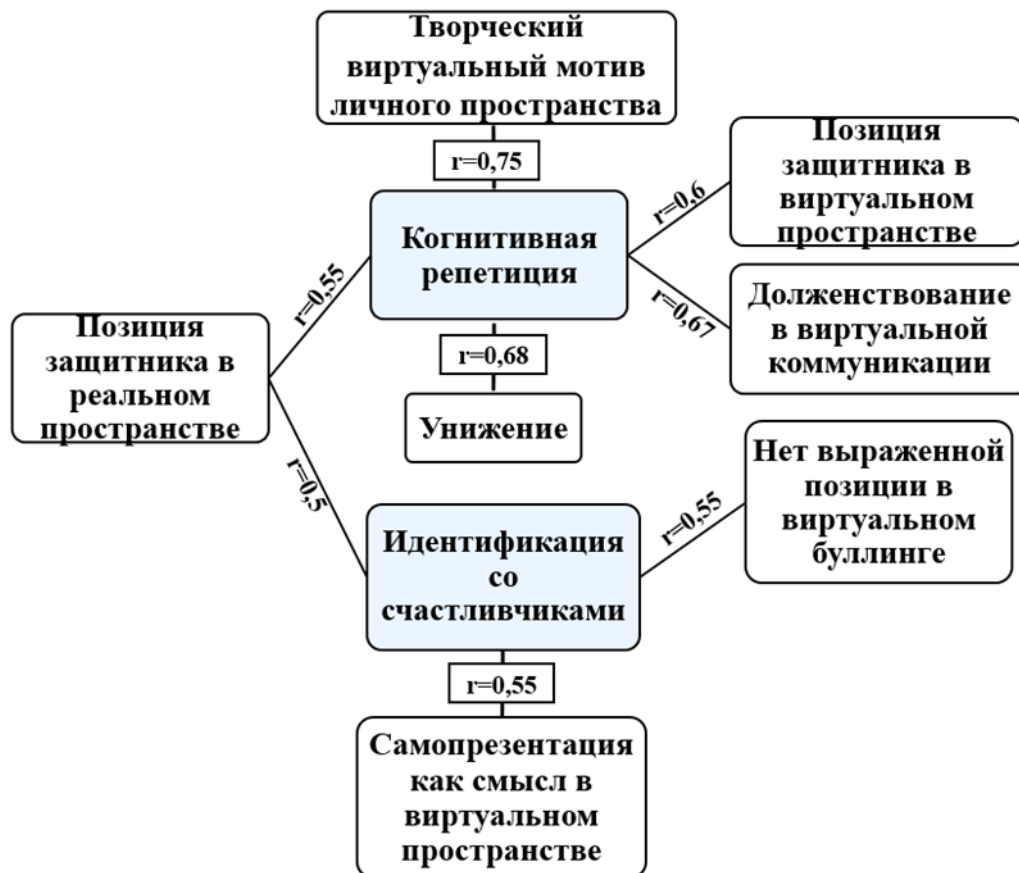 Творческий
виртуальный мотив
личного пространства
r=0,75
Позиция
защитника в
виртуальном
пространстве
r=0,6
Когнитивная
репетиция
r=0,55
r=0,67
Долженствование
в виртуальной
коммуникации
Позиция
защитника в
реальном
пространстве
r=0,68
Унижение
r=0,5
Нет выраженной
позиции в
виртуальном
буллинге
r=0,55
Идентификация
со
счастливчиками
r=0,55
Самопрезентация
как смысл в
виртуальном
пространстве